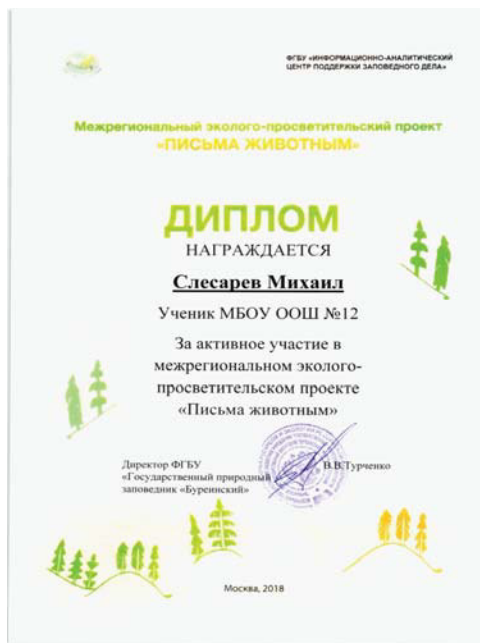 ФГБУ «ИНФОРМАЦИОННО-АНАЛИТИЧЕСКИЙ
ЦЕНТР ПОДДЕРЖКИ ЗАПОВЕДНОГО ДЕЛА»
Межрегиональный эколого-просветительский проект
«ПИСЬМА ЖИВОТНЫМ»
ДИПЛОМ
НАГРАЖДАЕТСЯ
Слесарев Михаил
Ученик МБОУ ООШ №12
За активное участие в
межрегиональном эколого-
просветительском проекте
«Письма животным»
Директор ФГБУ
«Государственный природный
заповедник «Буреинский»
В.В.Турченко
Москва, 2018